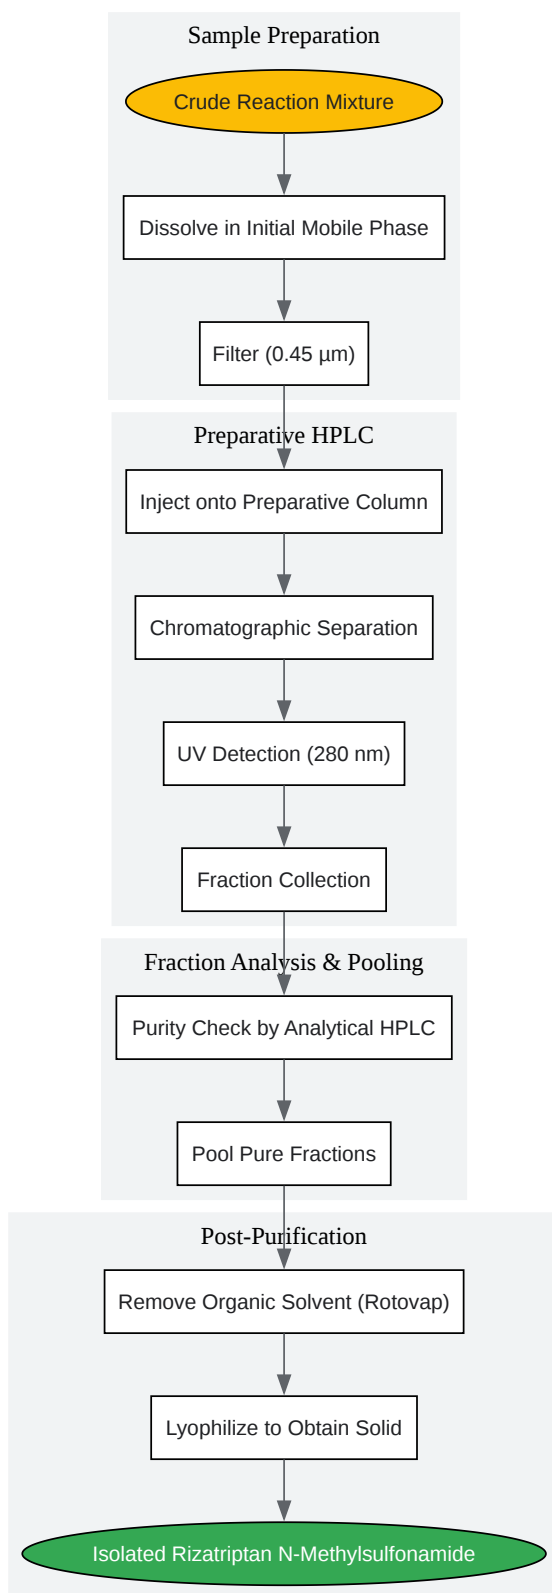 Sample Preparation
Crude Reaction Mixture
Dissolve in Initial Mobile Phase
Filter (0.45 µm)
Preparative HPLC
Inject onto Preparative Column
Chromatographic Separation
UV Detection (280 nm)
Fraction Collection
Fraction Analysis & Pooling
Purity Check by Analytical HPLC
Pool Pure Fractions
Post-Purification
Remove Organic Solvent (Rotovap)
Lyophilize to Obtain Solid
Isolated Rizatriptan N-Methylsulfonamide